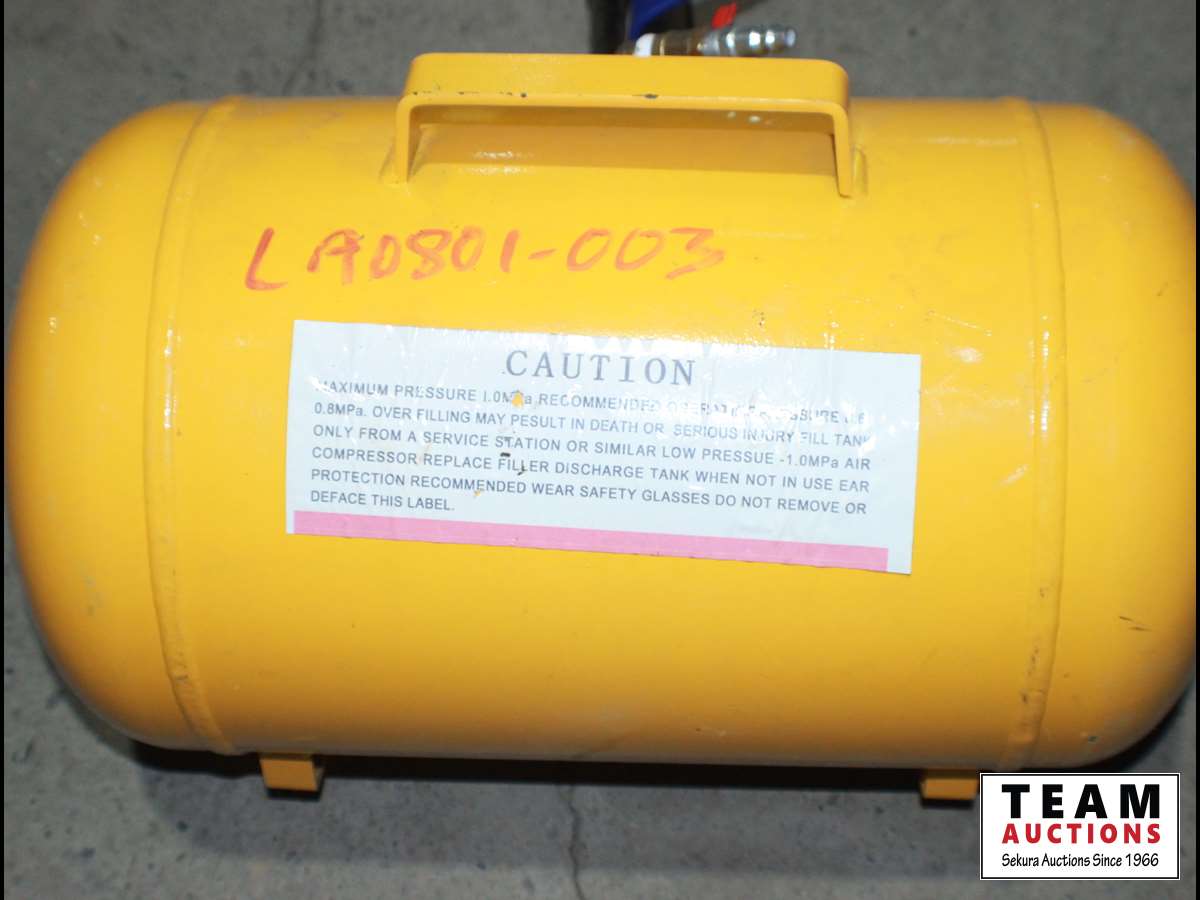 LA0801-003
CAUTION
MAXIMUM PRESSURE 1.0MPa RECOMMENDED OPERATING PRESSURE
0.8MPa. OVER FILLING MAY PESULT IN DEATH OR SERIOUS INJURY FILL TANK
ONLY FROM A SERVICE STATION OR SIMILAR LOW PRESSUE -1.0MPa AIR
COMPRESSOR REPLACE FILLER DISCHARGE TANK WHEN NOT IN USE EAR
PROTECTION RECOMMENDED WEAR SAFETY GLASSES DO NOT REMOVE OR
DEFACE THIS LABEL.
TEAM
AUCTIONS
Sekura Auctions Since 1966